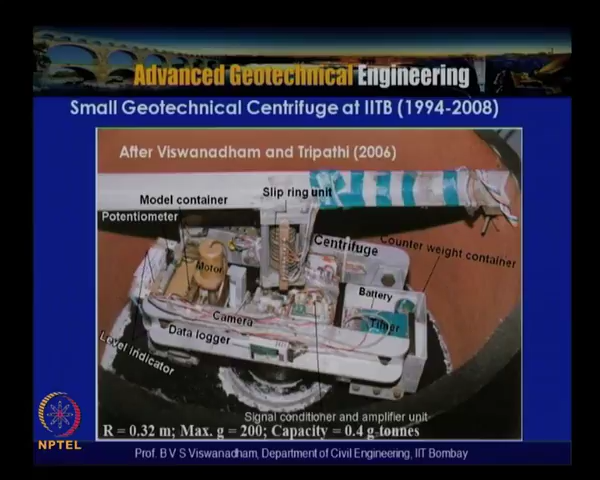 Advanced Geotechnical Engineering
Small Geotechnical Centrifuge at IITB (1994-2008)
After Viswanadham and Tripathi (2006)
Slip ring unit
Model container
Potentiometer
Centrifuge
Counter weight container
Motor
Battery
Timer
Camera
Data logger
Level indicator
Signal conditioner and amplifier unit
R = 0.32 m; Max. g = 200; Capacity = 0.4 g-tonnes
NPTEL
Prof. B V S Viswanadham, Department of Civil Engineering, IIT Bombay